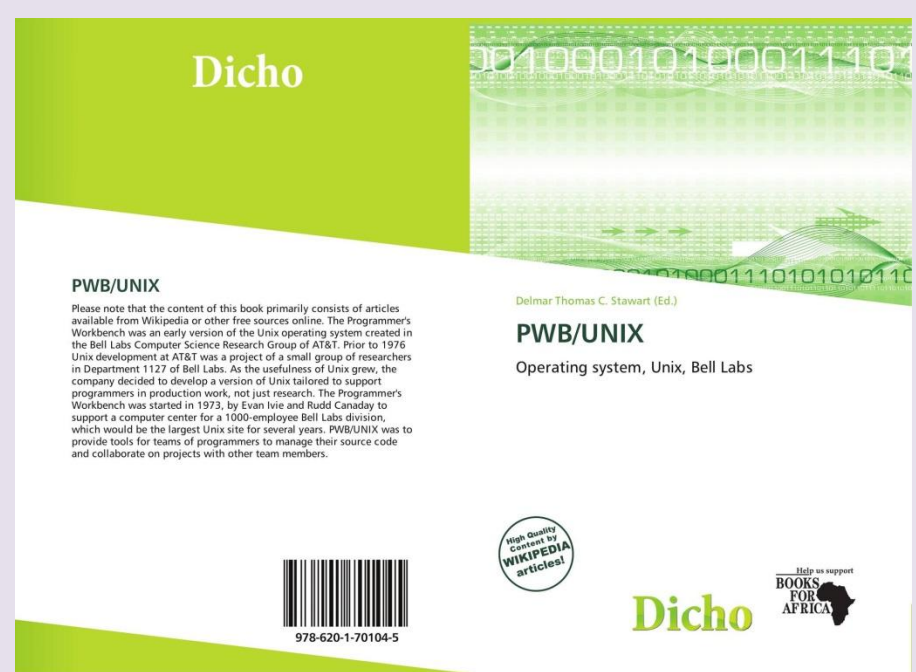 Dicho
PWB/UNIX
Please note that the content of this book primarily consists of articles
available from Wikipedia or other free sources online. The Programmer's
Workbench was an early version of the Unix operating system created in
the Bell Labs Computer Science Research Group of AT&T. Prior to 1976
Unix development at AT&T was a project of a small group of researchers
in Department 1127 of Bell Labs. As the usefulness of Unix grew, the
company decided to develop a version of Unix tailored to support
programmers in production work, not just research. The Programmer's
Workbench was started in 1973, by Evan Ivie and Rudd Canaday to
support a computer center for a 1000-employee Bell Labs division,
which would be the largest Unix site for several years. PWB/UNIX was to
provide tools for teams of programmers to manage their source code
and collaborate on projects with other team members.
978-620-1-70104-5
Delmar Thomas C. Stawart (Ed.)
PWB/UNIX
Operating system, Unix, Bell Labs
High Quality
Content by
WIKIPEDIA
articles!
Dicho
Help us support
BOOKS
FOR
AFRICA